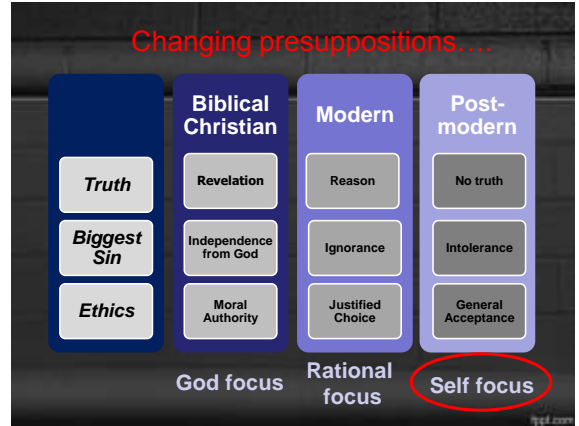 Changing presuppositions....
Biblical
Christian
Modern
Post-
modern
Truth
Revelation
Reason
No truth
Biggest
Sin
Independence
from God
Ignorance
Intolerance
Ethics
Moral
Authority
Justified
Choice
General
Acceptance
God focus
Rational
focus
Self focus